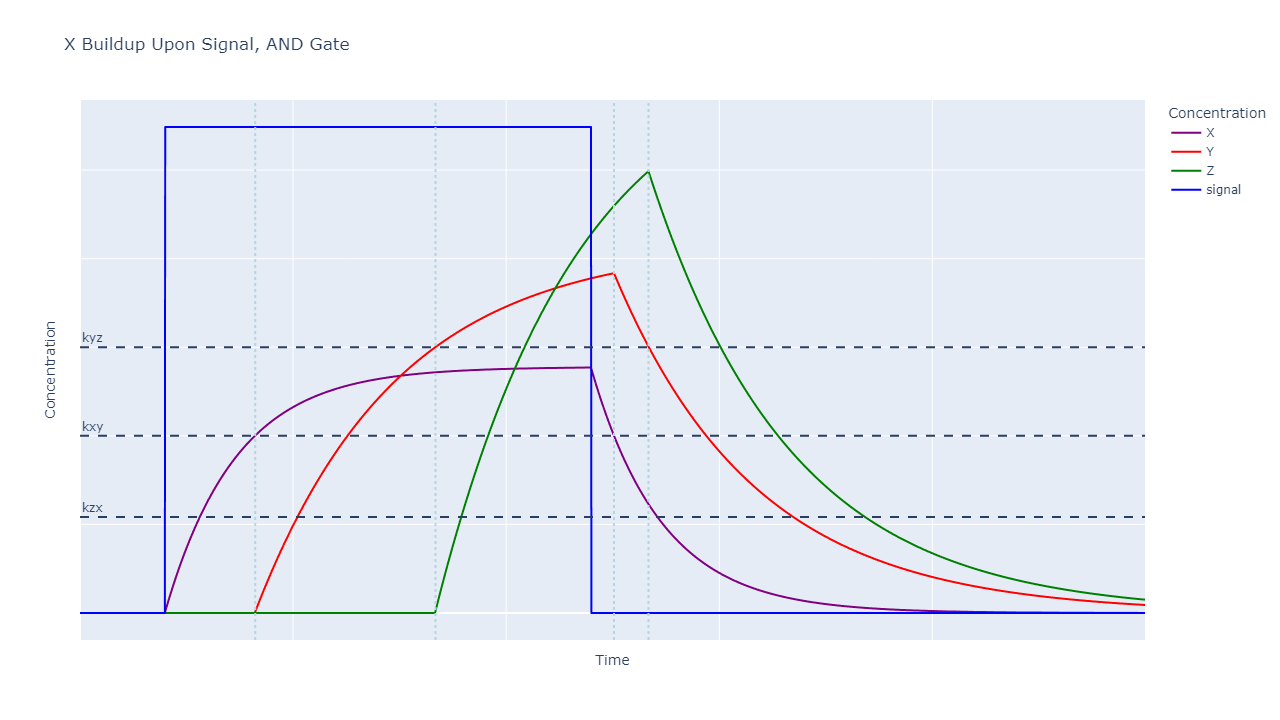 X Buildup Upon Signal, AND Gate
Concentration
X
Y
Z
signal
kyz
kxy
kzx
Concentration
Time